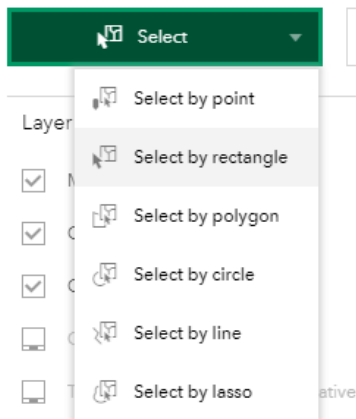 Select
Select by point
Layer
Select by rectangle
Select by polygon
Select by circle
Select by line
Select by lasso